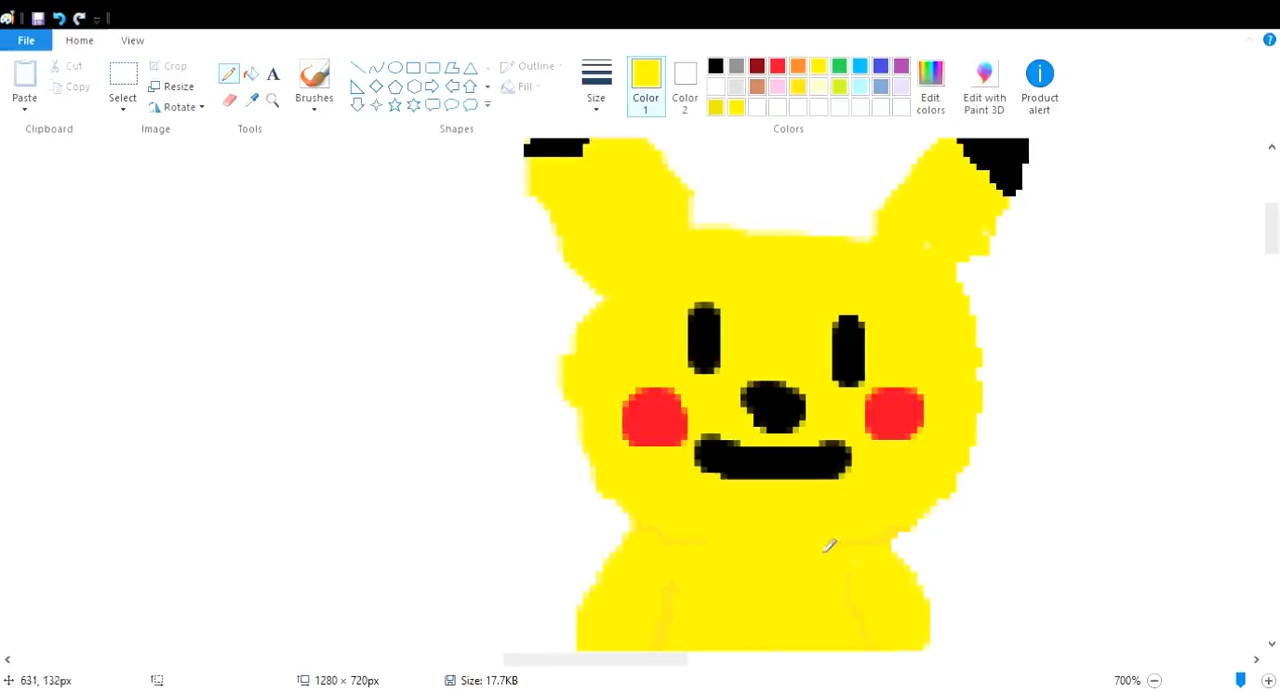 File Home View
Paste
Cut
Copy
Clipboard
Select
Crop
Resize
Rotate
Image
A
Tools
Brushes
Outline
Fill
Shapes
Size
Color
1
Color
2
Colors
Edit
colors
Edit with
Paint 3D
Product
alert
631, 132px
1280 × 720px
Size: 17.7KB
700%